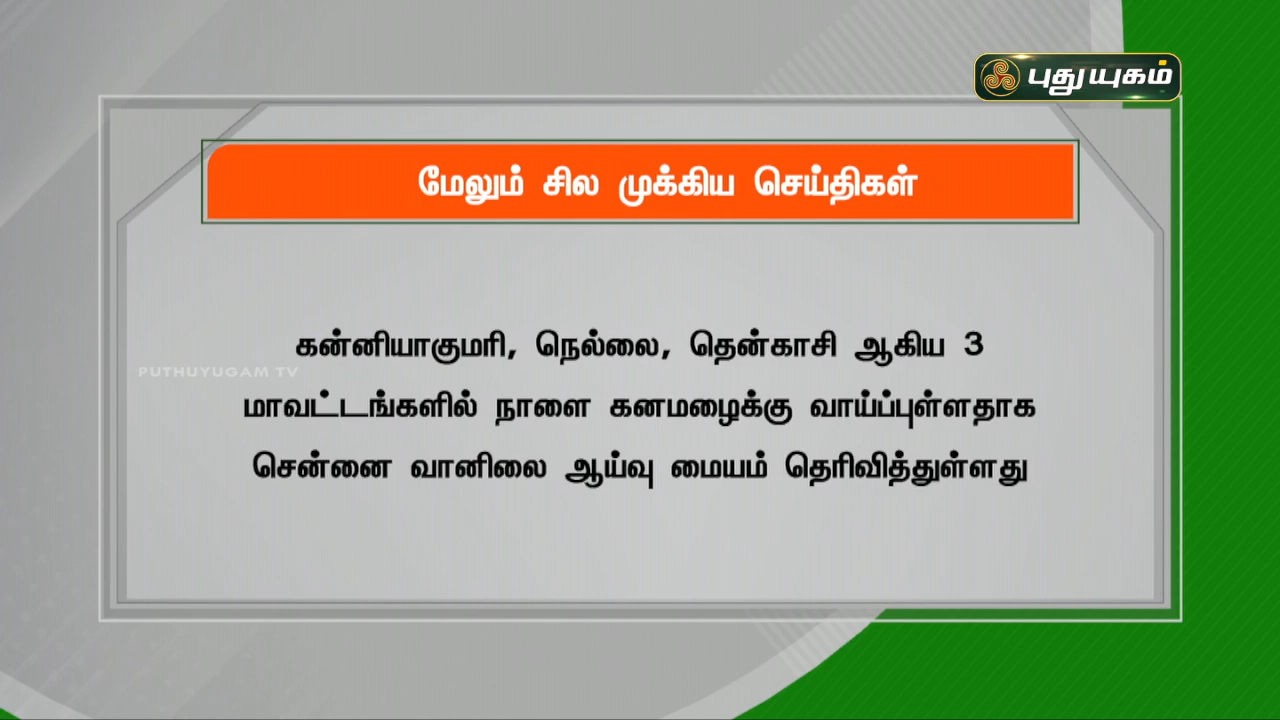 புதுயுகம்
மேலும் சில முக்கிய செய்திகள்
கன்னியாகுமரி, நெல்லை, தென்காசி ஆகிய 3
PUTHUYUGAM TV
மாவட்டங்களில் நாளை கனமழைக்கு வாய்ப்புள்ளதாக
சென்னை வானிலை ஆய்வு மையம் தெரிவித்துள்ளது